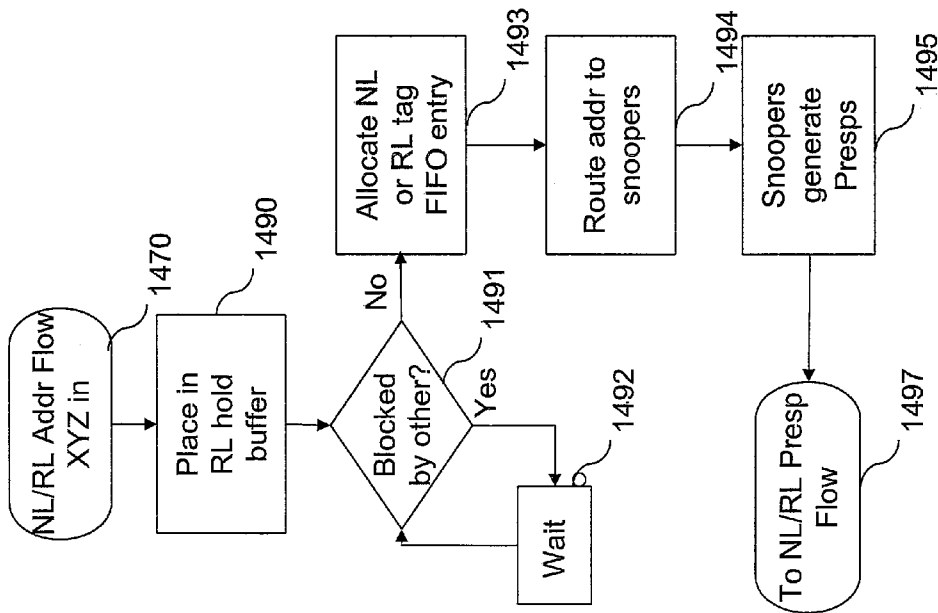 NL/RL Addr Flow
XYZ in
1470
Place in
RL hold
buffer
1490
Blocked
by other?
1491
No
Yes
Wait
1492
Allocate NL
or RL tag
FIFO entry
1493
Route addr to
snoopers
1494
Snoopers
generate
Presps
1495
To NL/RL Presp
Flow
1497